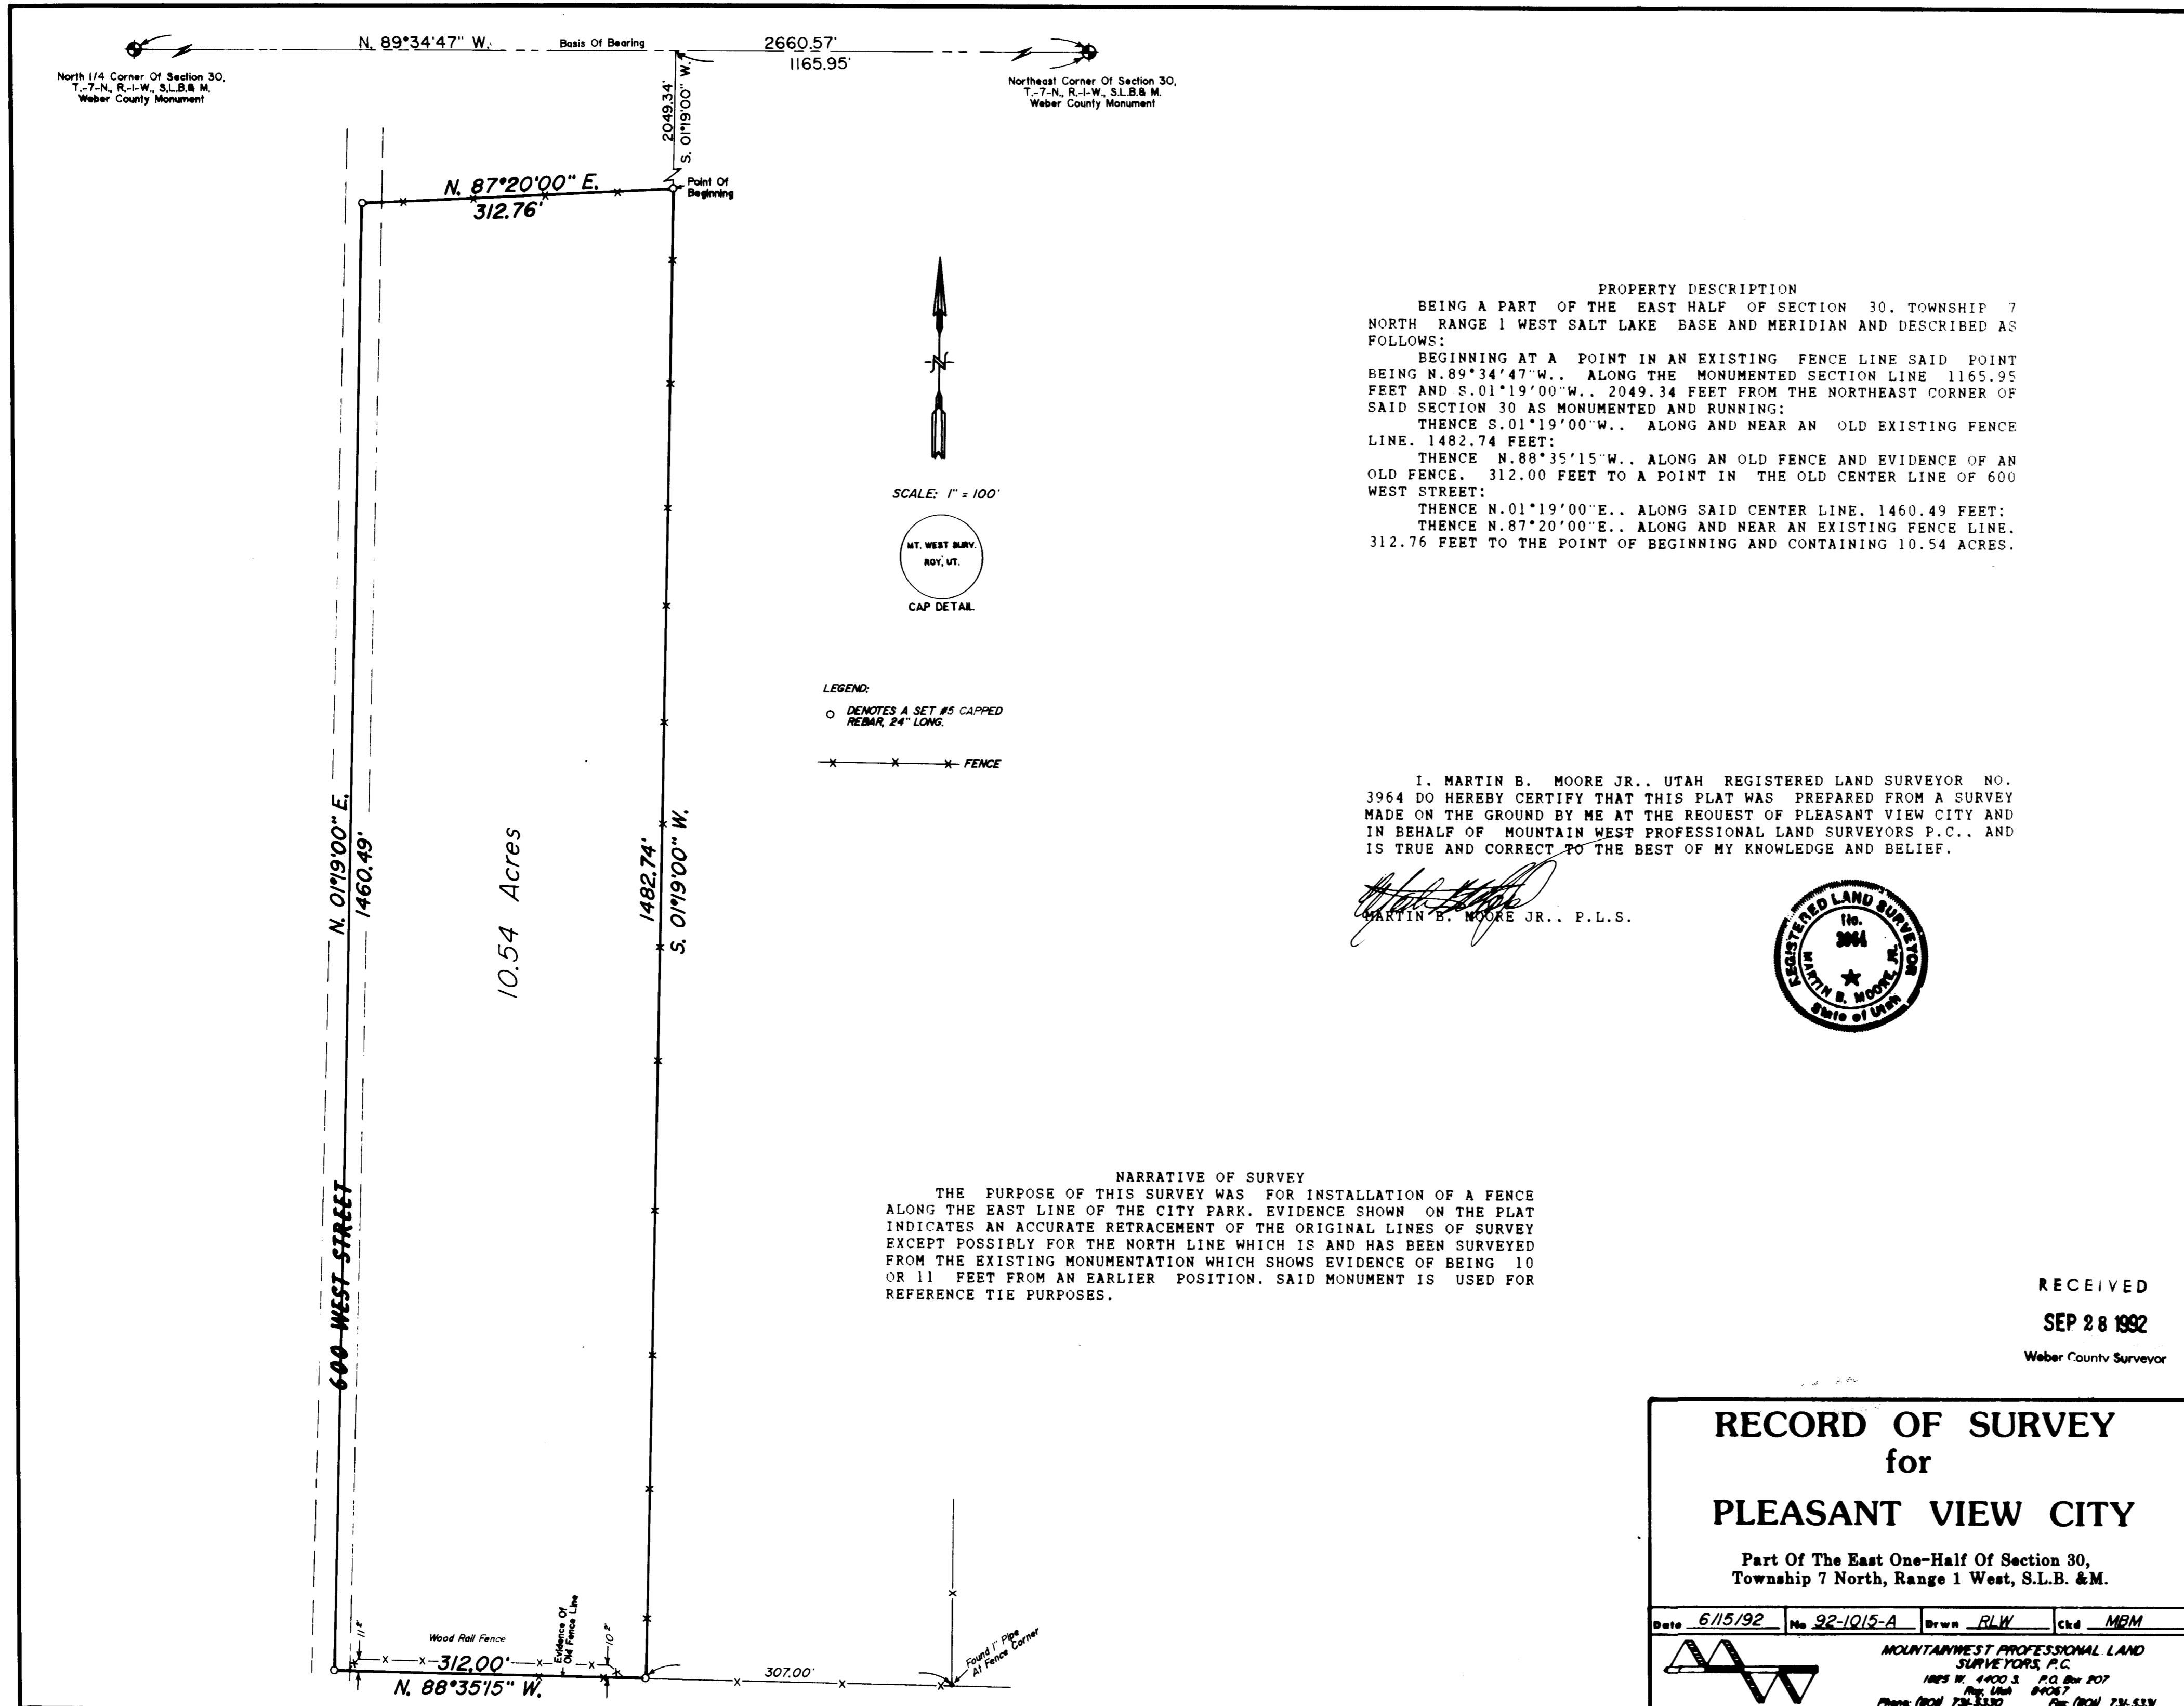 N. 89°34'47" W.
Basis Of Bearing
2660.57'
1165.95'
North 1/4 Corner Of Section 30,
T.-7-N., R.-1-W., S.L.B.& M.
Weber County Monument
Northeast Corner Of Section 30,
T.-7-N., R.-1-W., S.L.B.& M.
Weber County Monument
2049.34'
S. 01°19'00" W.
Point Of
Beginning
N. 87°20'00" E.
312.76'
N
SCALE: 1" = 100'
MT. WEST SURV.
ROY, UT.
CAP DETAIL
LEGEND:
DENOTES A SET #5 CAPPED
REBAR, 24" LONG.
FENCE
N. 01°19'00" E.
1460.49'
10.54 Acres
1482.74'
S. 01°19'00" W.
600 WEST STREET
PROPERTY DESCRIPTION
BEING A PART OF THE EAST HALF OF SECTION 30. TOWNSHIP 7
NORTH RANGE 1 WEST SALT LAKE BASE AND MERIDIAN AND DESCRIBED AS
FOLLOWS:
BEGINNING AT A POINT IN AN EXISTING FENCE LINE SAID POINT
BEING N.89°34'47"W.. ALONG THE MONUMENTED SECTION LINE 1165.95
FEET AND S.01°19'00"W.. 2049.34 FEET FROM THE NORTHEAST CORNER OF
SAID SECTION 30 AS MONUMENTED AND RUNNING:
THENCE S.01°19'00"W.. ALONG AND NEAR AN OLD EXISTING FENCE
LINE. 1482.74 FEET:
THENCE N.88°35'15"W.. ALONG AN OLD FENCE AND EVIDENCE OF AN
OLD FENCE. 312.00 FEET TO A POINT IN THE OLD CENTER LINE OF 600
WEST STREET:
THENCE N.01°19'00"E.. ALONG SAID CENTER LINE. 1460.49 FEET:
THENCE N.87°20'00"E.. ALONG AND NEAR AN EXISTING FENCE LINE.
312.76 FEET TO THE POINT OF BEGINNING AND CONTAINING 10.54 ACRES.
I. MARTIN B. MOORE JR.. UTAH REGISTERED LAND SURVEYOR NO.
3964 DO HEREBY CERTIFY THAT THIS PLAT WAS PREPARED FROM A SURVEY
MADE ON THE GROUND BY ME AT THE REQUEST OF PLEASANT VIEW CITY AND
IN BEHALF OF MOUNTAIN WEST PROFESSIONAL LAND SURVEYORS P.C.. AND
IS TRUE AND CORRECT TO THE BEST OF MY KNOWLEDGE AND BELIEF.
MARTIN B. MOORE JR.. P.L.S.
REGISTERED LAND SURVEYOR
No.
3964
MARTIN B. MOORE, JR.
State of Utah
NARRATIVE OF SURVEY
THE PURPOSE OF THIS SURVEY WAS FOR INSTALLATION OF A FENCE
ALONG THE EAST LINE OF THE CITY PARK. EVIDENCE SHOWN ON THE PLAT
INDICATES AN ACCURATE RETRACEMENT OF THE ORIGINAL LINES OF SURVEY
EXCEPT POSSIBLY FOR THE NORTH LINE WHICH IS AND HAS BEEN SURVEYED
FROM THE EXISTING MONUMENTATION WHICH SHOWS EVIDENCE OF BEING 10
OR 11 FEET FROM AN EARLIER POSITION. SAID MONUMENT IS USED FOR
REFERENCE TIE PURPOSES.
RECEIVED
SEP 28 1992
Weber County Surveyor
11²'
Wood Rail Fence
Evidence Of
Old Fence Line
10²'
312.00'
N. 88°35'15" W.
307.00'
Found 1" Pipe
At Fence Corner
RECORD OF SURVEY
for
PLEASANT VIEW CITY
Part Of The East One-Half Of Section 30,
Township 7 North, Range 1 West, S.L.B. &M.
Date 6/15/92 No 92-1015-A Drwn RLW Ckd MBM
MOUNTAINWEST PROFESSIONAL LAND
SURVEYORS, P.C.
1825 W. 4400 S. P.O. Box 207
Roy, Utah 84067
Phone: (801) Fax: (801)